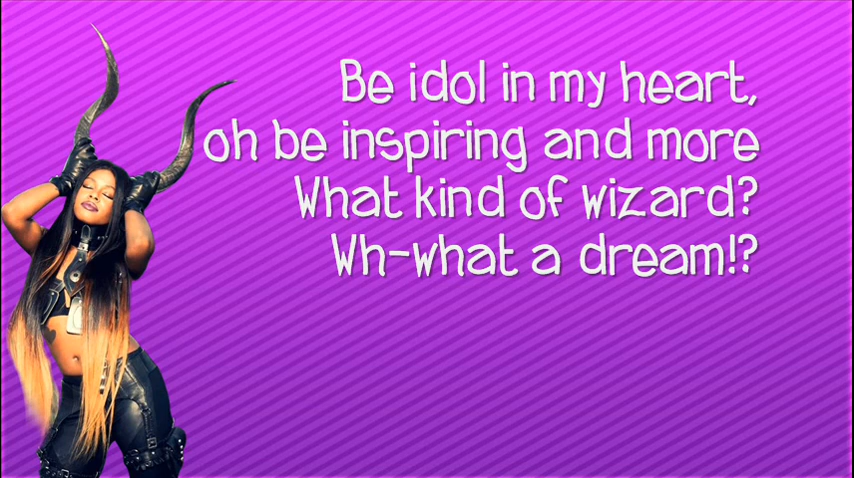 Be idol in my heart,
oh be inspiring and more
What kind of wizard?
Wh-what a dream!?